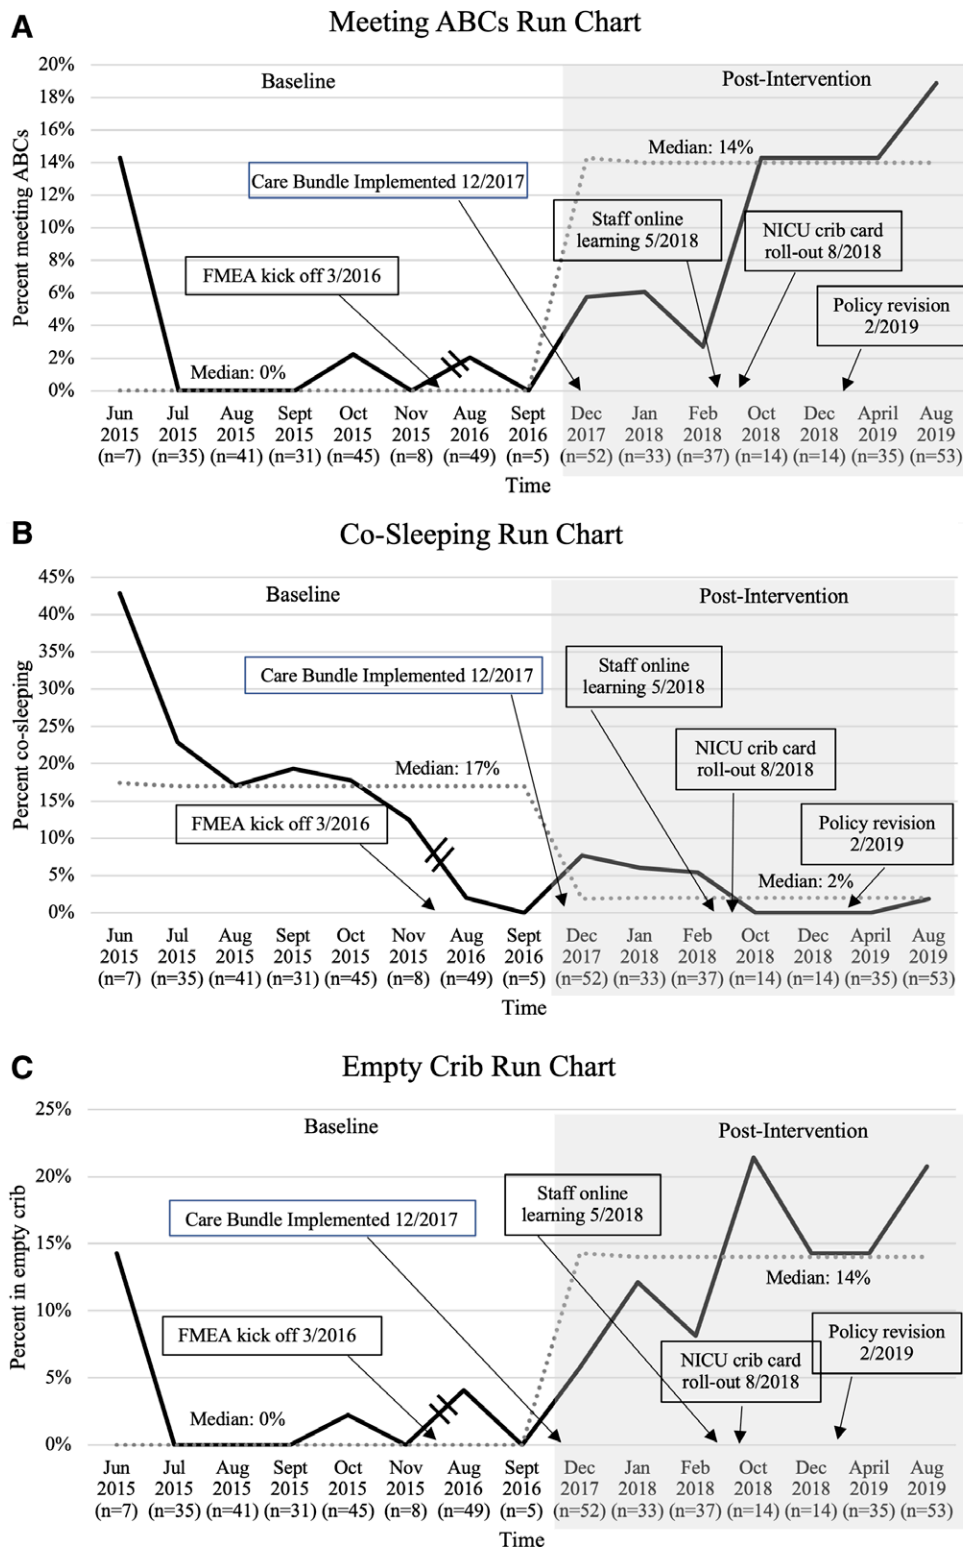 A
Meeting ABCs Run Chart
Percent meeting ABCs
20%
18%
16%
14%
12%
10%
8%
6%
4%
2%
0%
Baseline
Post-Intervention
Median: 14%
Care Bundle Implemented 12/2017
Staff online
learning 5/2018
NICU crib card
roll-out 8/2018
FMEA kick off 3/2016
Policy revision
2/2019
Median: 0%
Jun Jul Aug Sept Oct Nov Aug Sept Dec Jan Feb Oct Dec April Aug
2015 2015 2015 2015 2015 2015 2016 2016 2017 2018 2018 2018 2018 2019 2019
(n=7) (n=35) (n=41) (n=31) (n=45) (n=8) (n=49) (n=5) (n=52) (n=33) (n=37) (n=14) (n=14) (n=35) (n=53)
Time
B
Co-Sleeping Run Chart
Percent co-sleeping
45%
40%
35%
30%
25%
20%
15%
10%
5%
0%
Baseline
Post-Intervention
Care Bundle Implemented 12/2017
Staff online
learning 5/2018
NICU crib card
roll-out 8/2018
Median: 17%
FMEA kick off 3/2016
Policy revision
2/2019
Median: 2%
Jun Jul Aug Sept Oct Nov Aug Sept Dec Jan Feb Oct Dec April Aug
2015 2015 2015 2015 2015 2015 2016 2016 2017 2018 2018 2018 2018 2019 2019
(n=7) (n=35) (n=41) (n=31) (n=45) (n=8) (n=49) (n=5) (n=52) (n=33) (n=37) (n=14) (n=14) (n=35) (n=53)
Time
C
Empty Crib Run Chart
Percent in empty crib
25%
20%
15%
10%
5%
0%
Baseline
Post-Intervention
Staff online
learning 5/2018
Care Bundle Implemented 12/2017
Median: 14%
FMEA kick off 3/2016
Policy revision
2/2019
NICU crib card
roll-out 8/2018
Median: 0%
Jun Jul Aug Sept Oct Nov Aug Sept Dec Jan Feb Oct Dec April Aug
2015 2015 2015 2015 2015 2015 2016 2016 2017 2018 2018 2018 2018 2019 2019
(n=7) (n=35) (n=41) (n=31) (n=45) (n=8) (n=49) (n=5) (n=52) (n=33) (n=37) (n=14) (n=14) (n=35) (n=53)
Time